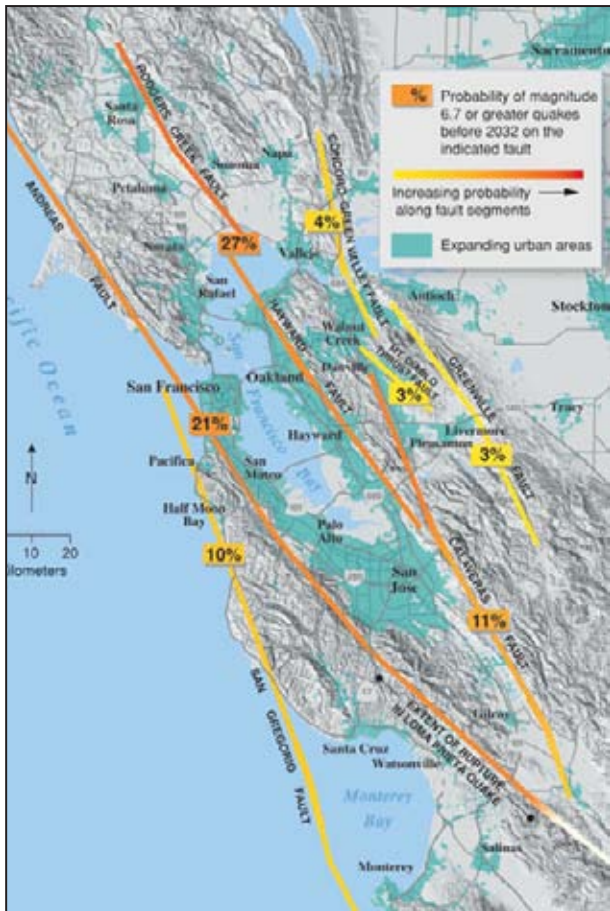 Sacramento
%
Probability of magnitude
6.7 or greater quakes
before 2032 on the
indicated fault
Increasing probability
along fault segments
Expanding urban areas
RODGERS CREEK FAULT
Santa
Rosa
Sonoma
Napa
CONCORD-GREEN VALLEY FAULT
4%
Petaluma
ANDREAS
FAULT
Novato
27%
Vallejo
San
Rafael
Antioch
Stockton
cific Ocean
HAYWARD
FAULT
Walnut
Creek
Danville
MT DIABLO
THRUST FAULT
3%
GREENVILLE
FAULT
San
Francisco
Bay
San Francisco
Oakland
21%
Tracy
Livermore
Pleasanton
3%
Hayward
Pacifica
San
Mateo
N
Half Moon
Bay
Palo
Alto
10
20
ilometers
10%
San
Jose
CALAVERAS
FAULT
11%
SAN GREGORIO
FAULT
EXTENT OF RUPTURE
IN LOMA PRIETA QUAKE
Gilroy
Santa Cruz
Watsonville
Monterey
Bay
Salinas
Monterey